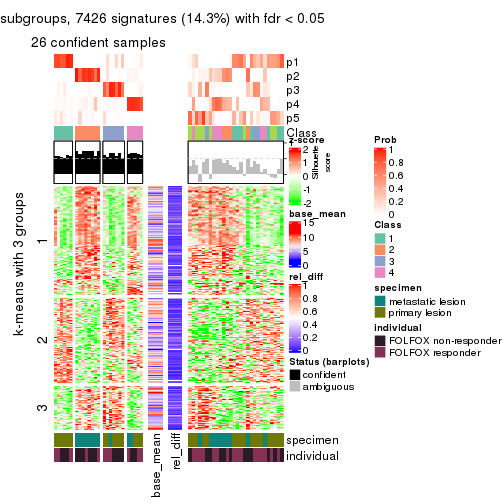 subgroups, 7426 signatures (14.3%) with fdr < 0.05
26 confident samples
p1
p2
p3
p4
p5
Class
1
Silhouette
score
k-means with 3 groups
1
2
3
base_mean
rel_diff
specimen
individual
z-score
2
1
0
-1
-2
base_mean
15
10
5
0
rel_diff
1
0.8
0.6
0.4
0.2
0
Status (barplots)
confident
ambiguous
Prob
1
0.8
0.6
0.4
0.2
0
Class
1
2
3
4
specimen
metastatic lesion
primary lesion
individual
FOLFOX non-responder
FOLFOX responder